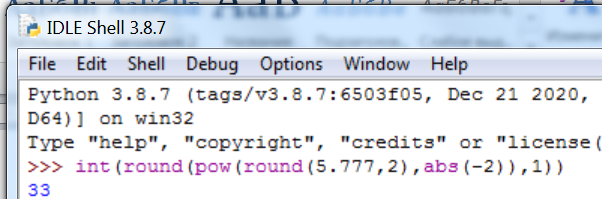 IDLE Shell 3.8.7
File Edit Shell Debug Options Window Help
Python 3.8.7 (tags/v3.8.7:6503f05, Dec 21 2020,
D64)] on win32
Type "help", "copyright", "credits" or "license(
>>> int(round(pow(round(5.777,2),abs(-2)),1))
33